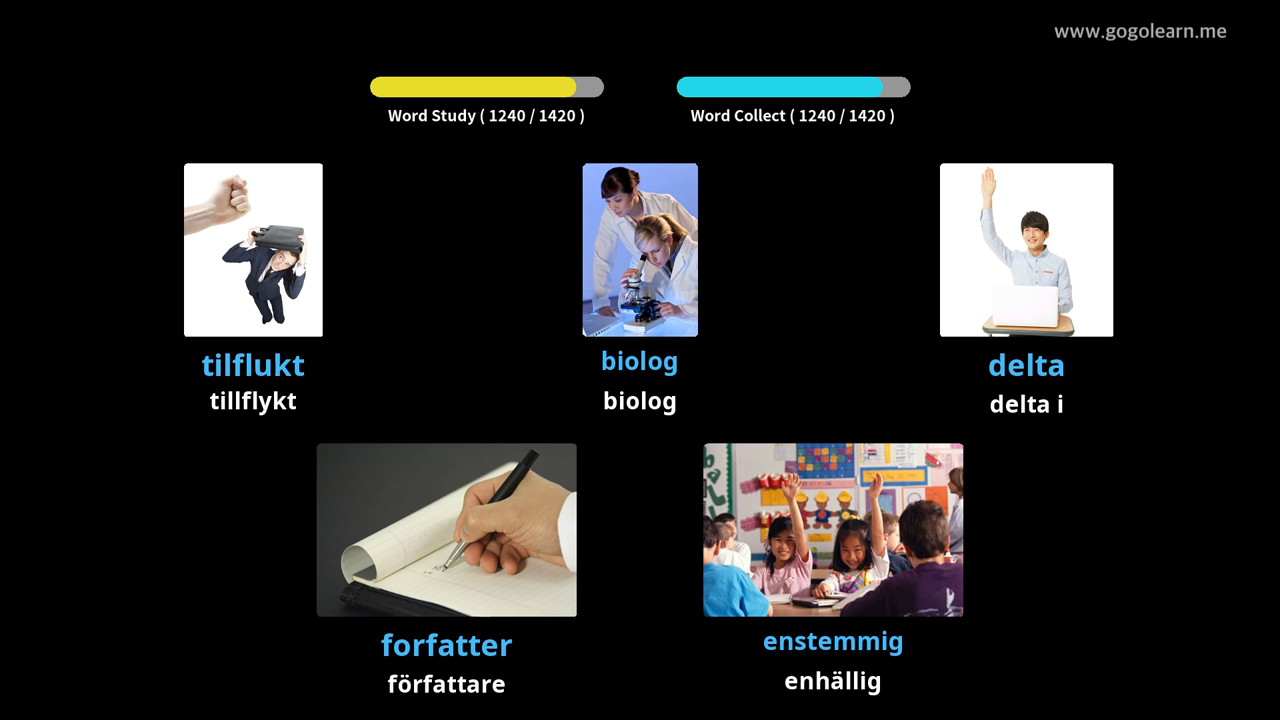 www.gogolearn.me
Word Study ( 1240 / 1420 )
Word Collect ( 1240 / 1420 )
tilflukt
tillflykt
biolog
biolog
delta
delta i
forfatter
författare
enstemmig
enhällig